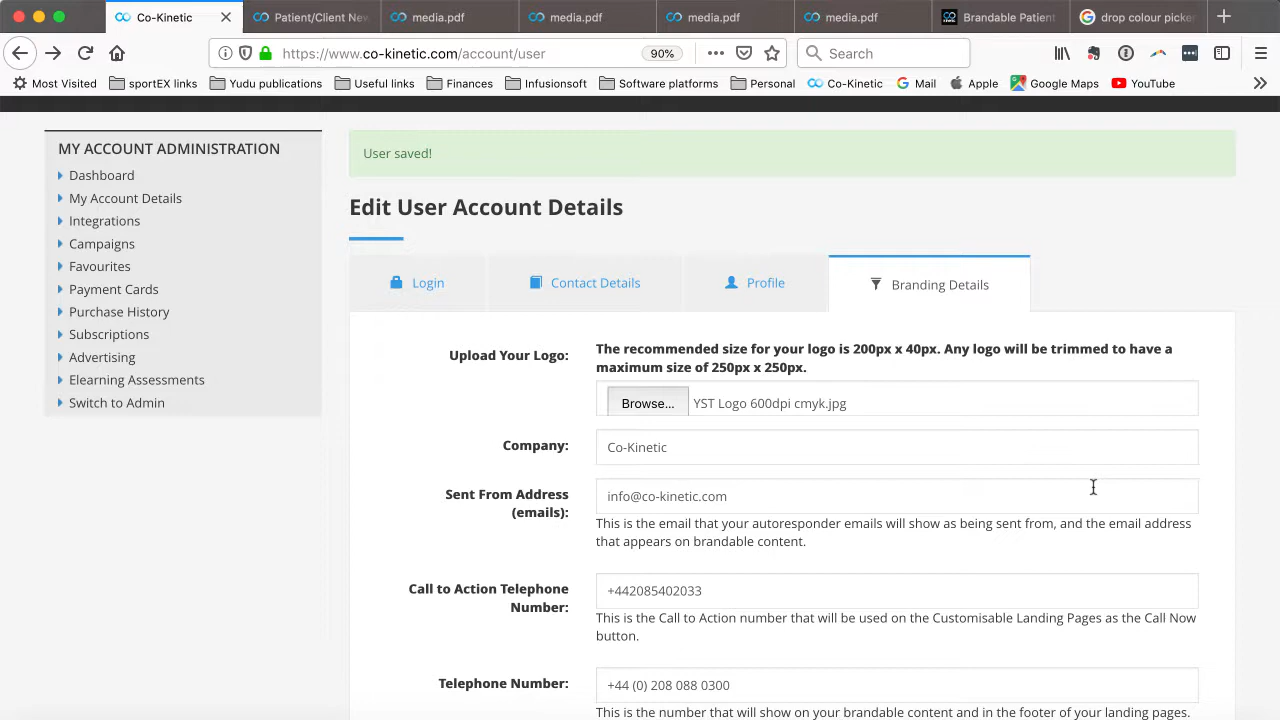 Co-Kinetic
Patient/Client New
media.pdf
media.pdf
media.pdf
media.pdf
Brandable Patient
drop colour picker
https://www.co-kinetic.com/account/user
90%
Search
Most Visited
sportEX links
Yudu publications
Useful links
Finances
Infusionsoft
Software platforms
Personal
Co-Kinetic
Mail
Apple
Google Maps
YouTube
MY ACCOUNT ADMINISTRATION
Dashboard
My Account Details
Integrations
Campaigns
Favourites
Payment Cards
Purchase History
Subscriptions
Advertising
Elearning Assessments
Switch to Admin
User saved!
Edit User Account Details
Login
Contact Details
Profile
Branding Details
Upload Your Logo:
The recommended size for your logo is 200px x 40px. Any logo will be trimmed to have a
maximum size of 250px x 250px.
Browse... YST Logo 600dpi cmyk.jpg
Company:
Co-Kinetic
Sent From Address
(emails):
info@co-kinetic.com
This is the email that your autoresponder emails will show as being sent from, and the email address
that appears on brandable content.
Call to Action Telephone
Number:
+442085402033
This is the Call to Action number that will be used on the Customisable Landing Pages as the Call Now
button.
Telephone Number:
+44 (0) 208 088 0300
This is the number that will show on your brandable content and in the footer of your landing pages.